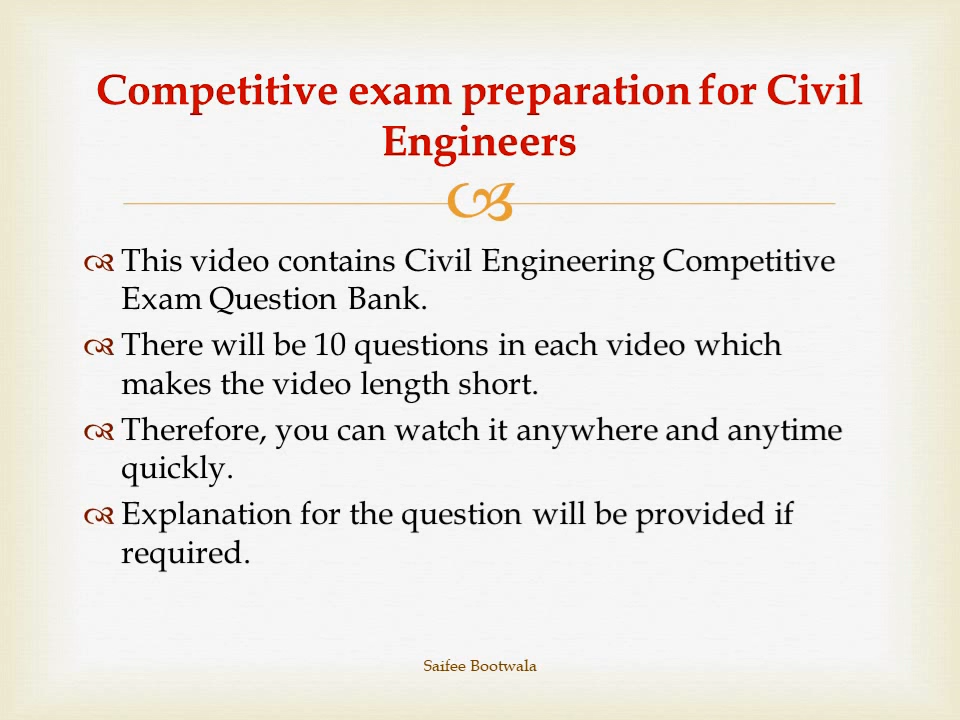 Competitive exam preparation for Civil
Engineers
This video contains Civil Engineering Competitive
Exam Question Bank.
There will be 10 questions in each video which
makes the video length short.
Therefore, you can watch it anywhere and anytime
quickly.
Explanation for the question will be provided if
required.
Saifee Bootwala